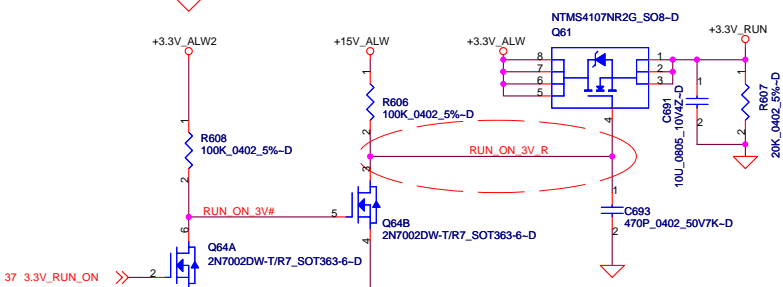 NTMS4107NR2G_SO8~D
Q61
+3.3V_ALW2
+15V_ALW
+3.3V_ALW
+3.3V_RUN
8
7
6
5
1
2
3
4
1
R606
100K_0402_5%~D
2
1
C691
10U_0805_10V4Z~D
2
1
R607
20K_0402_5%~D
2
1
R608
100K_0402_5%~D
2
RUN_ON_3V_R
3
RUN_ON_3V#
5
Q64B
2N7002DW-T/R7_SOT363-6~D
4
1
C693
470P_0402_50V7K~D
2
6
Q64A
2N7002DW-T/R7_SOT363-6~D
37 3.3V_RUN_ON
2